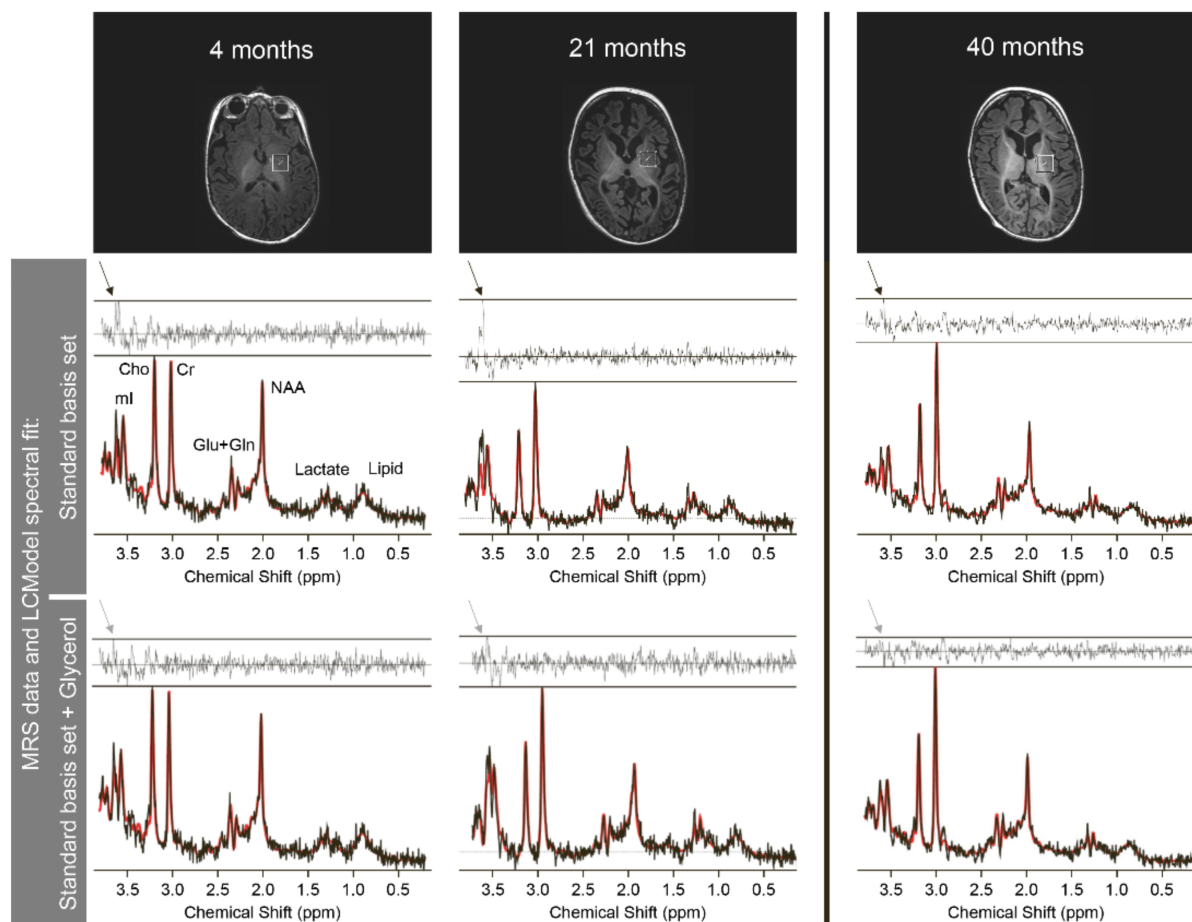 4 months
21 months
40 months
MRS data and LCModel spectral fit:
Standard basis set
Cho
Cr
mI
NAA
Glu+Gln
Lactate
Lipid
3.5 3.0 2.5 2.0 1.5 1.0 0.5
Chemical Shift (ppm)
3.5 3.0 2.5 2.0 1.5 1.0 0.5
Chemical Shift (ppm)
3.5 3.0 2.5 2.0 1.5 1.0 0.5
Chemical Shift (ppm)
Standard basis set + Glycerol
3.5 3.0 2.5 2.0 1.5 1.0 0.5
Chemical Shift (ppm)
3.5 3.0 2.5 2.0 1.5 1.0 0.5
Chemical Shift (ppm)
3.5 3.0 2.5 2.0 1.5 1.0 0.5
Chemical Shift (ppm)